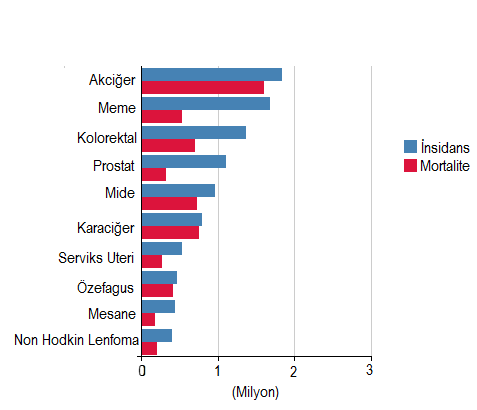 Akciğer
Meme
Kolorektal
Prostat
Mide
Karaciğer
Serviks Uteri
Özefagus
Mesane
Non Hodkin Lenfoma
0 1 2 3
(Milyon)
İnsidans
Mortalite